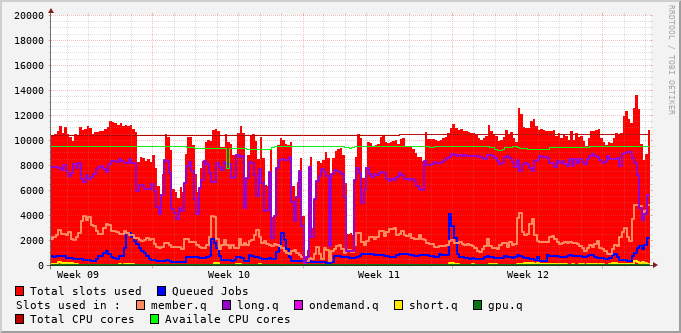 20000
18000
16000
14000
12000
10000
8000
6000
4000
2000
0
Week 09 Week 10 Week 11 Week 12
RRDTOOL / TOBI OETIKER
Total slots used Queued Jobs
Slots used in : member.q long.q ondemand.q short.q gpu.q
Total CPU cores Availale CPU cores